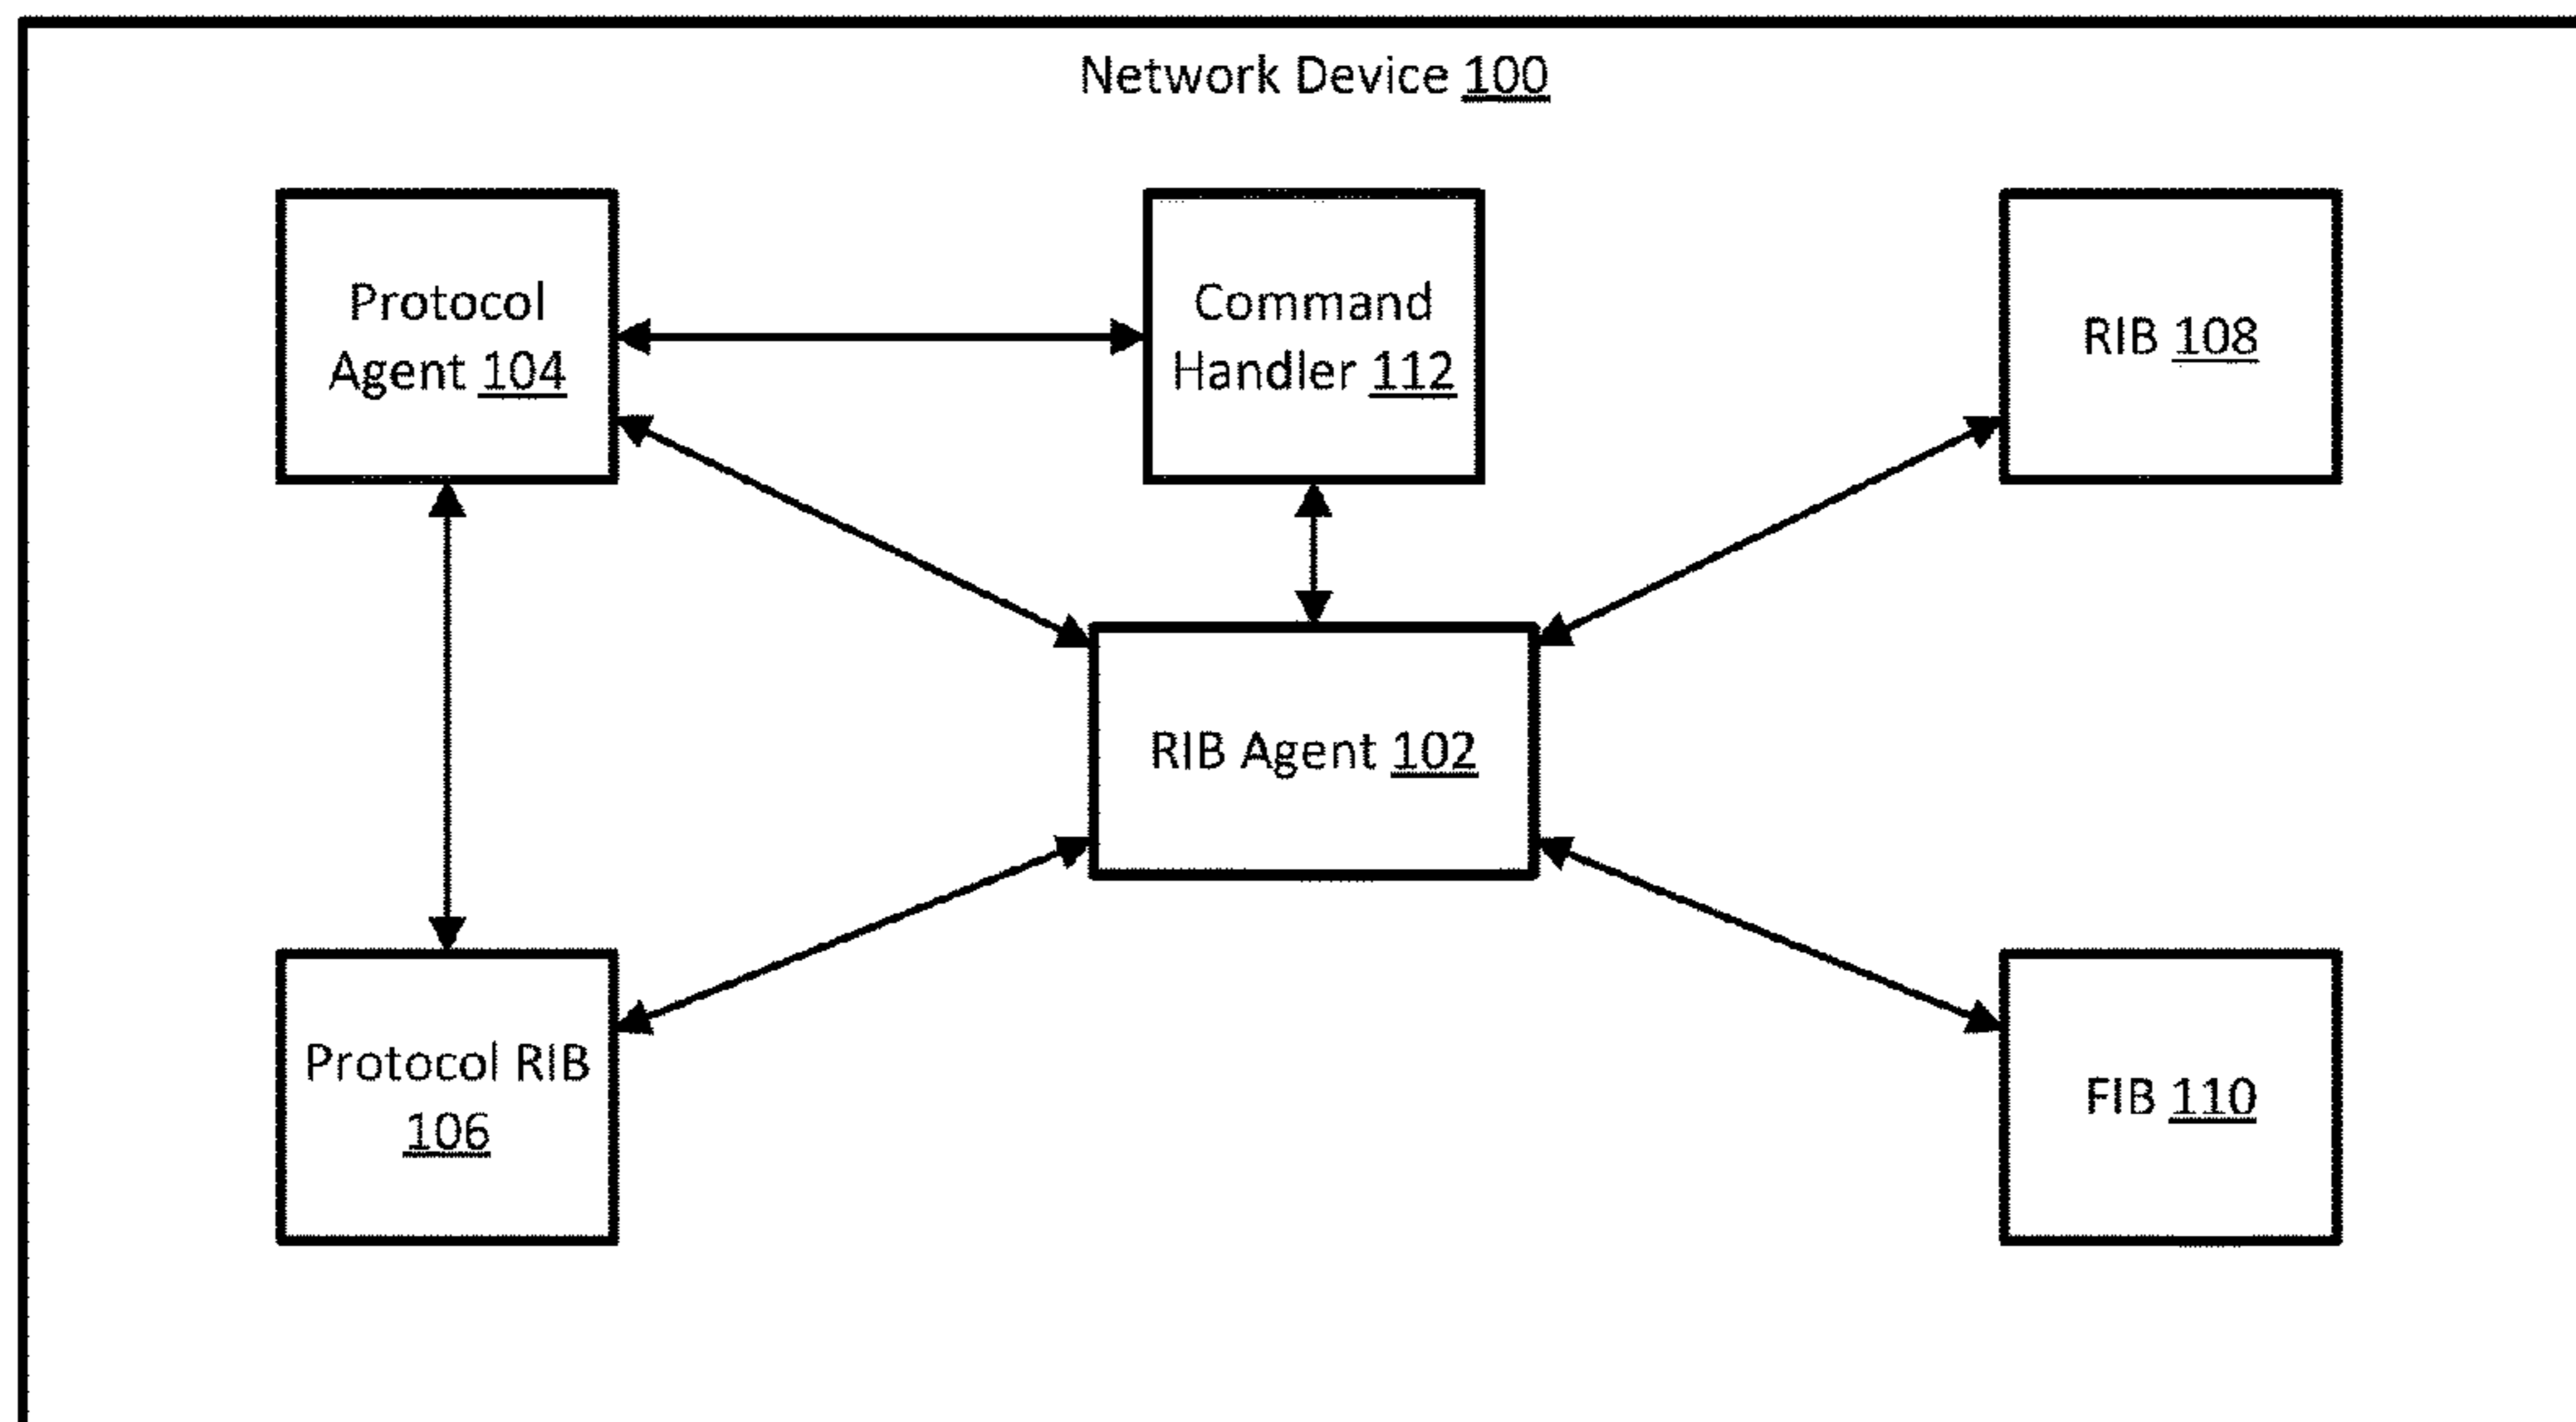 Network Device 100
Protocol
Agent 104
Command
Handler 112
RIB 108
RIB Agent 102
Protocol RIB
106
FIB 110